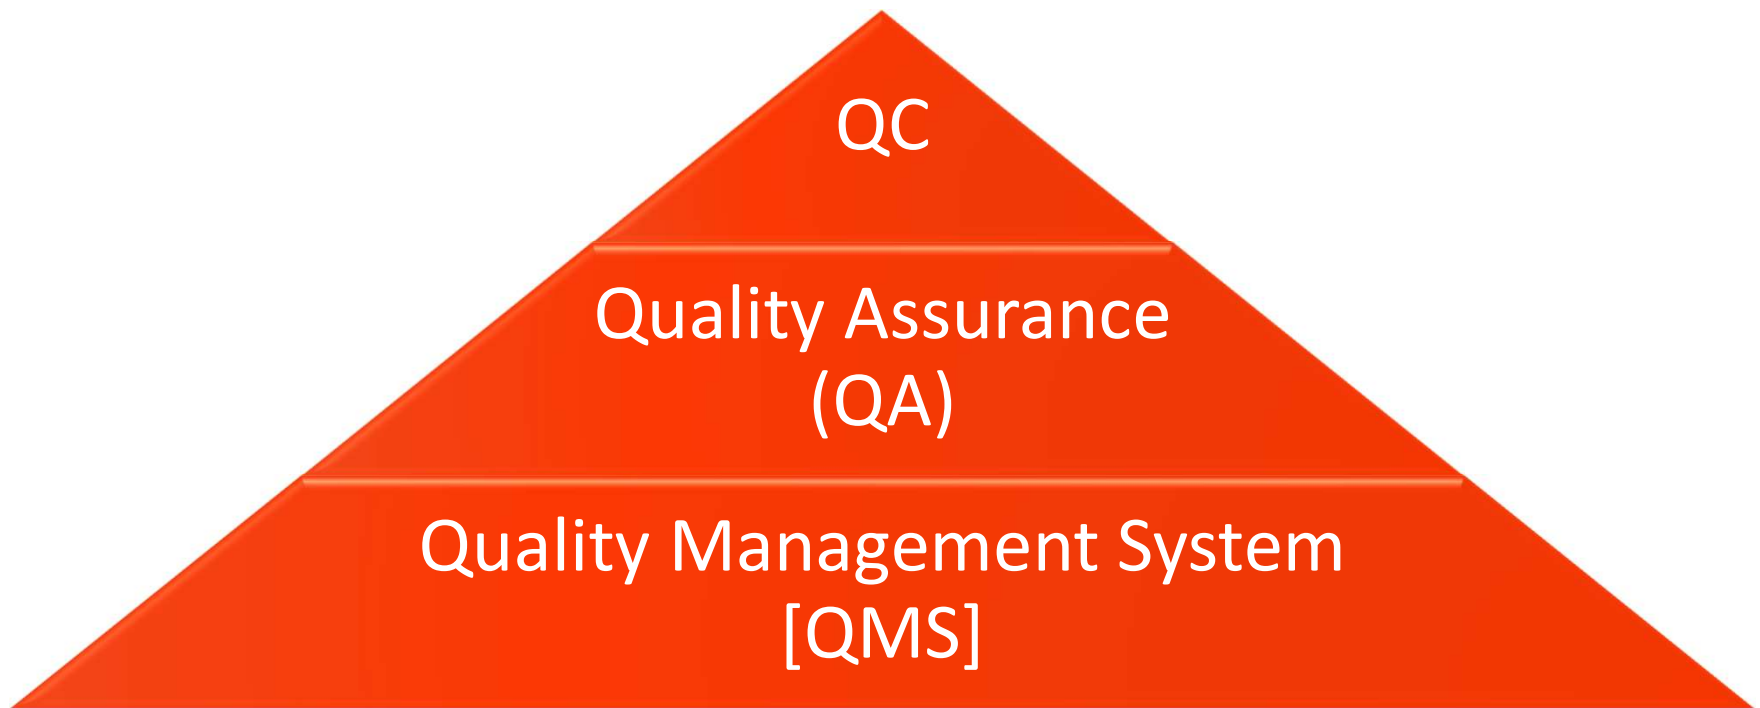 QC
Quality Assurance
(QA)
Quality Management System
[QMS]